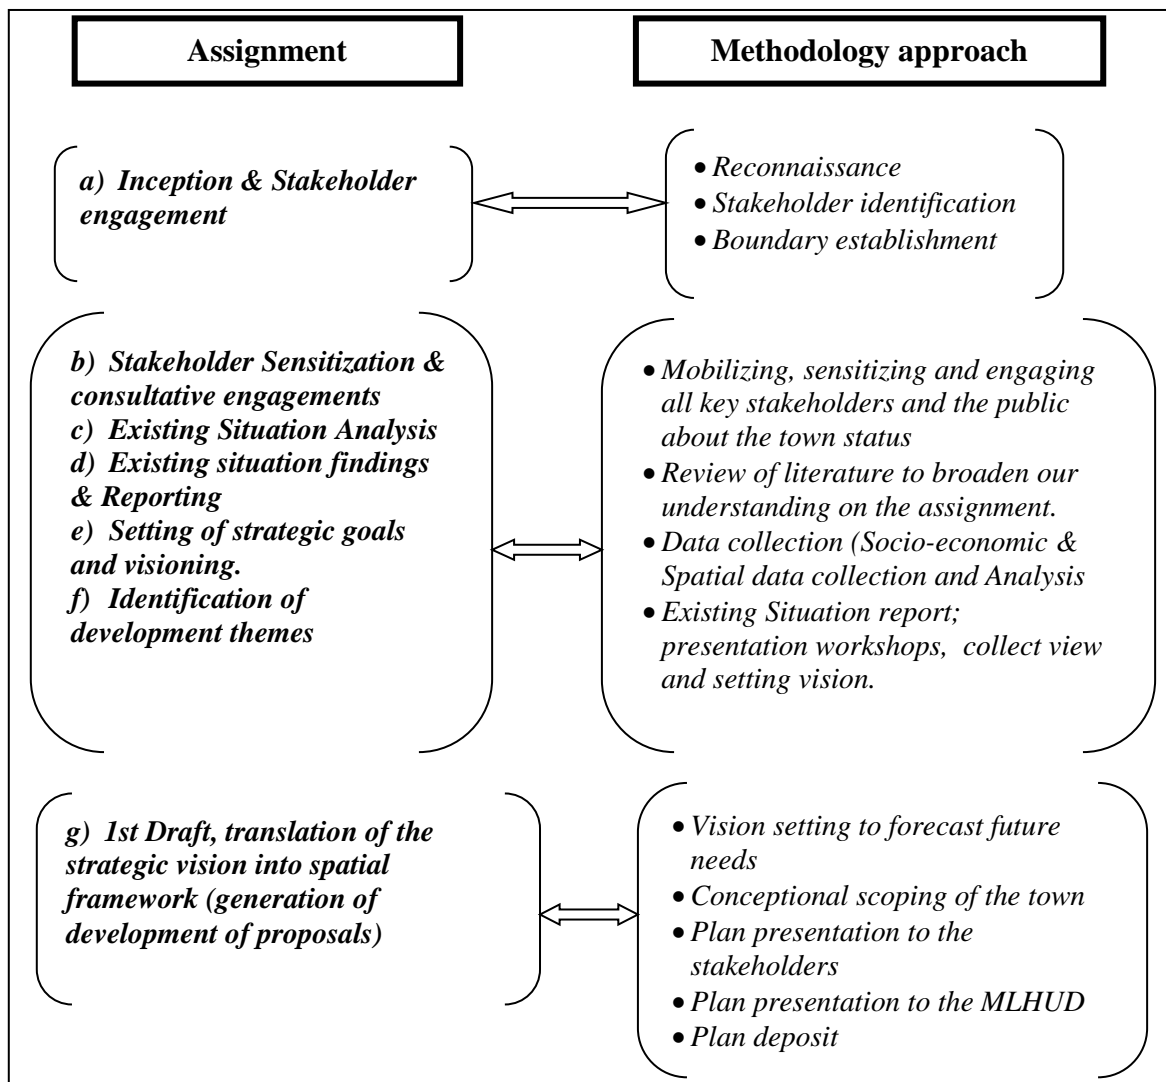 Assignment
Methodology approach
a) Inception & Stakeholder
engagement
• Reconnaissance
• Stakeholder identification
• Boundary establishment
b) Stakeholder Sensitization &
consultative engagements
c) Existing Situation Analysis
d) Existing situation findings
& Reporting
e) Setting of strategic goals
and visioning.
f) Identification of
development themes
• Mobilizing, sensitizing and engaging
all key stakeholders and the public
about the town status
• Review of literature to broaden our
understanding on the assignment.
• Data collection (Socio-economic &
Spatial data collection and Analysis
• Existing Situation report;
presentation workshops, collect view
and setting vision.
g) 1st Draft, translation of the
strategic vision into spatial
framework (generation of
development of proposals)
• Vision setting to forecast future
needs
• Conceptional scoping of the town
• Plan presentation to the
stakeholders
• Plan presentation to the MLHUD
• Plan deposit